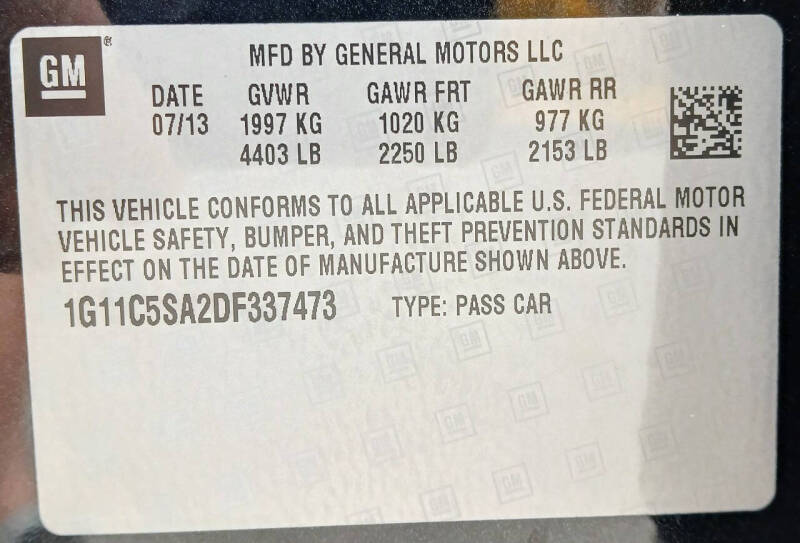 GM®
MFD BY GENERAL MOTORS LLC
DATE GVWR GAWR FRT GAWR RR
07/13 1997 KG 1020 KG 977 KG
4403 LB 2250 LB 2153 LB
THIS VEHICLE CONFORMS TO ALL APPLICABLE U.S. FEDERAL MOTOR
VEHICLE SAFETY, BUMPER, AND THEFT PREVENTION STANDARDS IN
EFFECT ON THE DATE OF MANUFACTURE SHOWN ABOVE.
1G11C5SA2DF337473 TYPE: PASS CAR